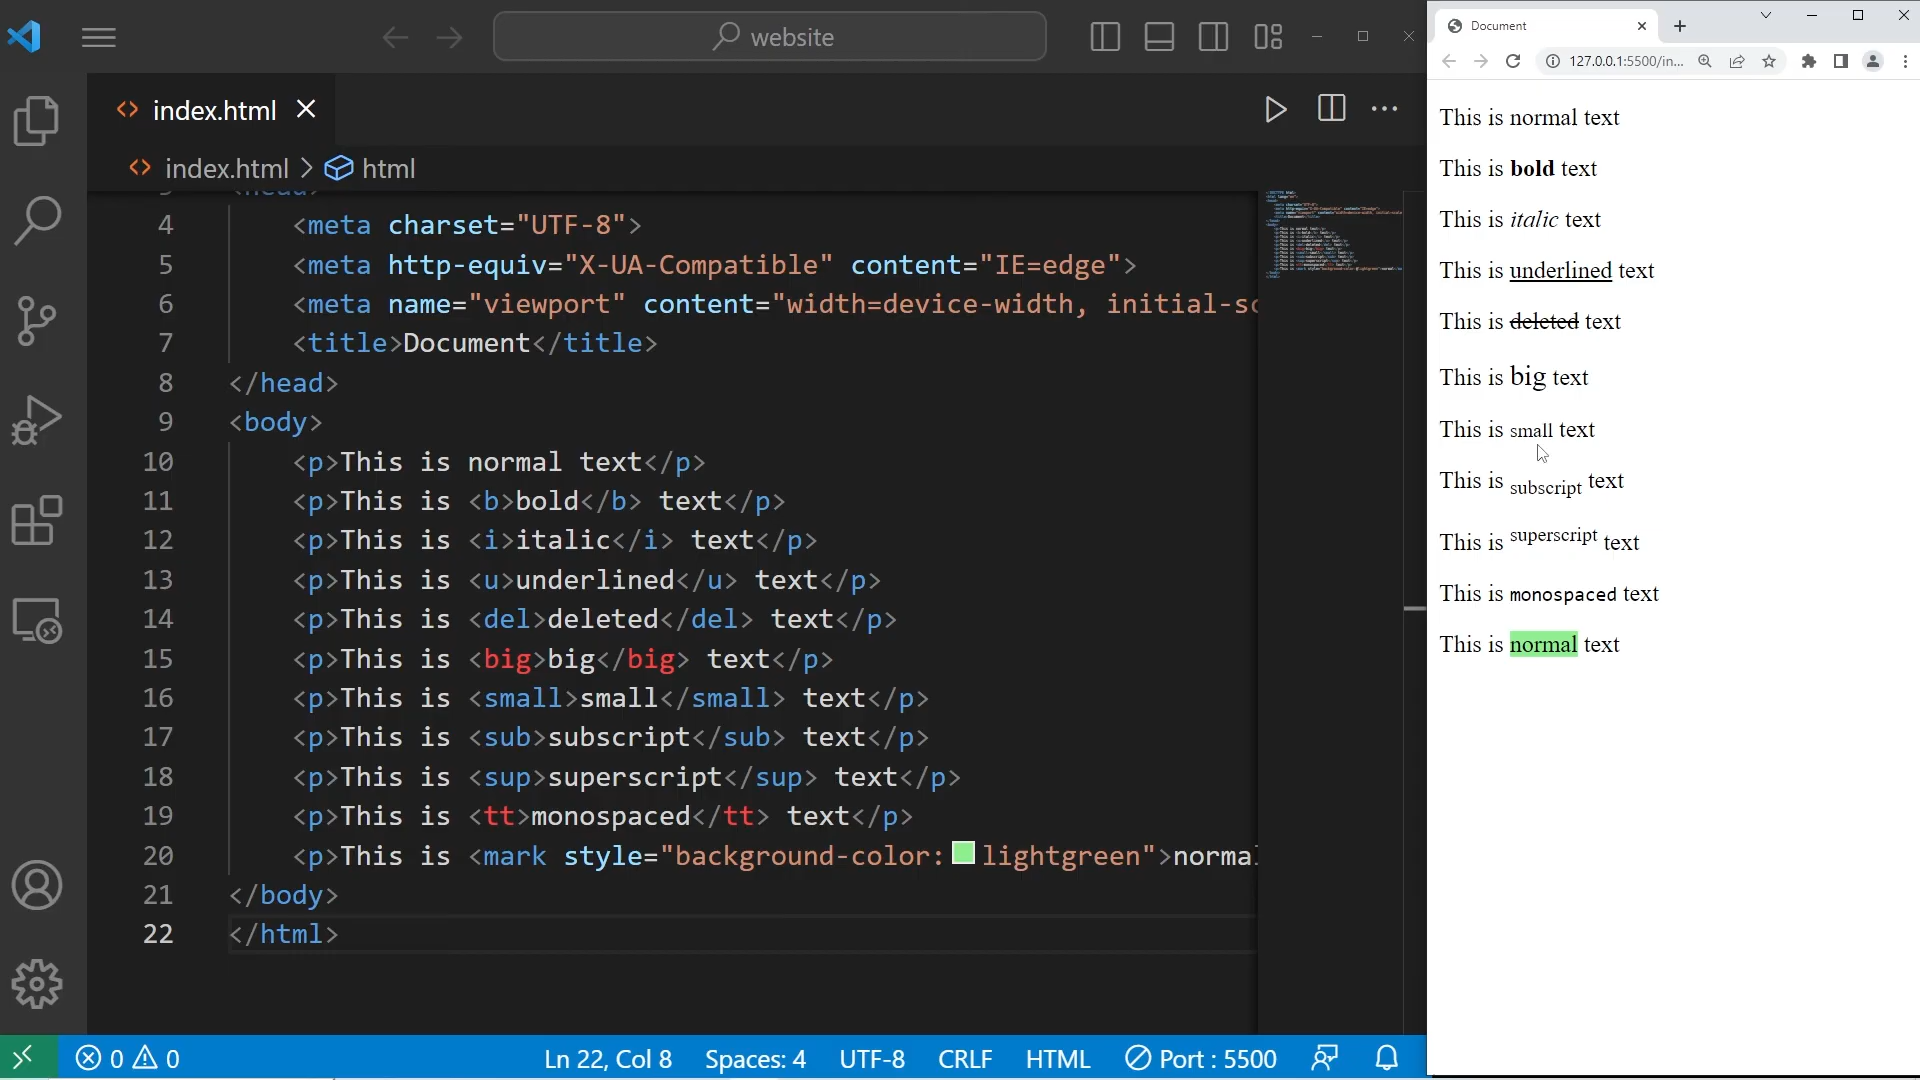 website
index.html
index.html > html
4 <meta charset="UTF-8">
5 <meta http-equiv="X-UA-Compatible" content="IE=edge">
6 <meta name="viewport" content="width=device-width, initial-sc
7 <title>Document</title>
8 </head>
9 <body>
10 <p>This is normal text</p>
11 <p>This is <b>bold</b> text</p>
12 <p>This is <i>italic</i> text</p>
13 <p>This is <u>underlined</u> text</p>
14 <p>This is <del>deleted</del> text</p>
15 <p>This is <big>big</big> text</p>
16 <p>This is <small>small</small> text</p>
17 <p>This is <sub>subscript</sub> text</p>
18 <p>This is <sup>superscript</sup> text</p>
19 <p>This is <tt>monospaced</tt> text</p>
20 <p>This is <mark style="background-color:lightgreen">normal
21 </body>
22 </html>
0 0 Ln 22, Col 8 Spaces: 4 UTF-8 CRLF HTML Port : 5500
Document
127.0.0.1:5500/in...
This is normal text
This is bold text
This is italic text
This is underlined text
This is deleted text
This is big text
This is small text
This is subscript text
This is superscript text
This is monospaced text
This is normal text